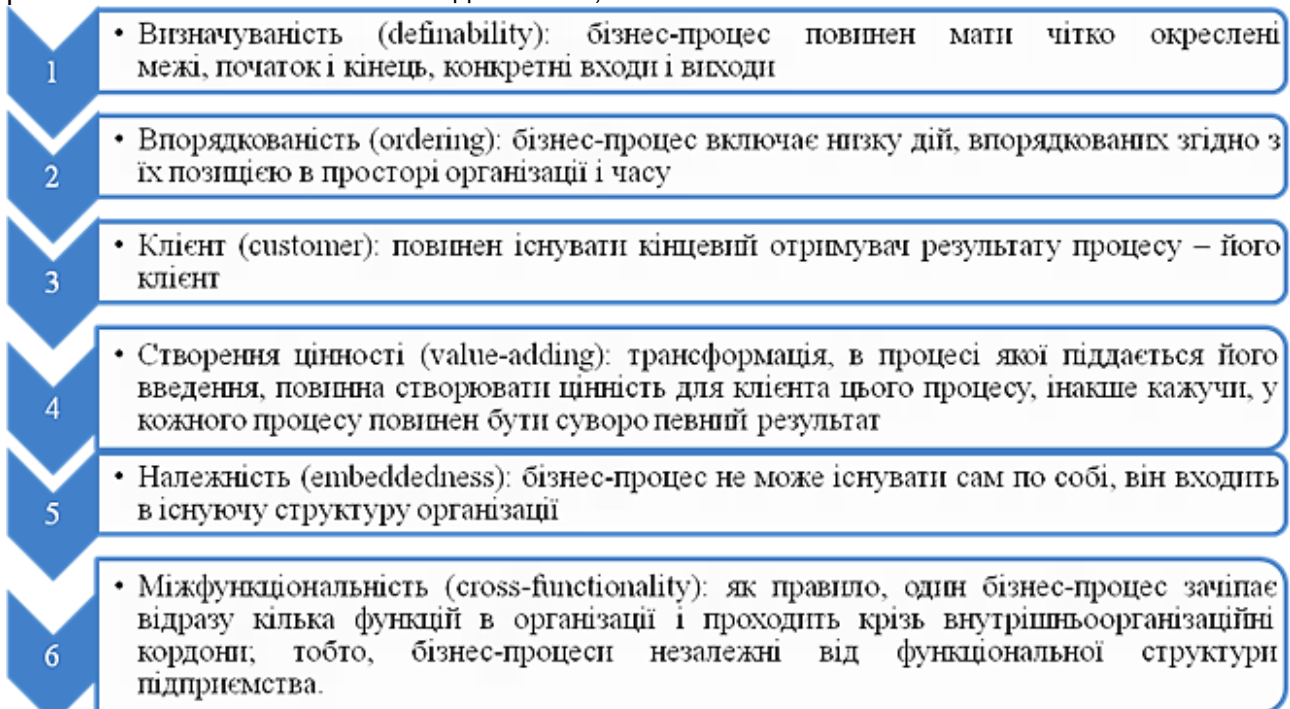 1
• Визначуваність (definability): бізнес-процес повинен мати чітко окреслені
межі, початок і кінець, конкретні входи і виходи
2
• Впорядкованість (ordering): бізнес-процес включає низку дій, впорядкованих згідно з
їх позицією в просторі організації і часу
3
• Клієнт (customer): повинен існувати кінцевий отримувач результату процесу – його
клієнт
4
• Створення цінності (value-adding): трансформація, в процесі якої піддається його
введення, повинна створювати цінність для клієнта цього процесу, інакше кажучи, у
кожного процесу повинен бути суворо певний результат
5
• Належність (embeddedness): бізнес-процес не може існувати сам по собі, він входить
в існуючу структуру організації
6
• Міжфункціональність (cross-functionality): як правило, один бізнес-процес зачіпає
відразу кілька функцій в організації і проходить крізь внутрішньоорганізаційні
кордони; тобто, бізнес-процеси незалежні від функціональної структури
підприємства.